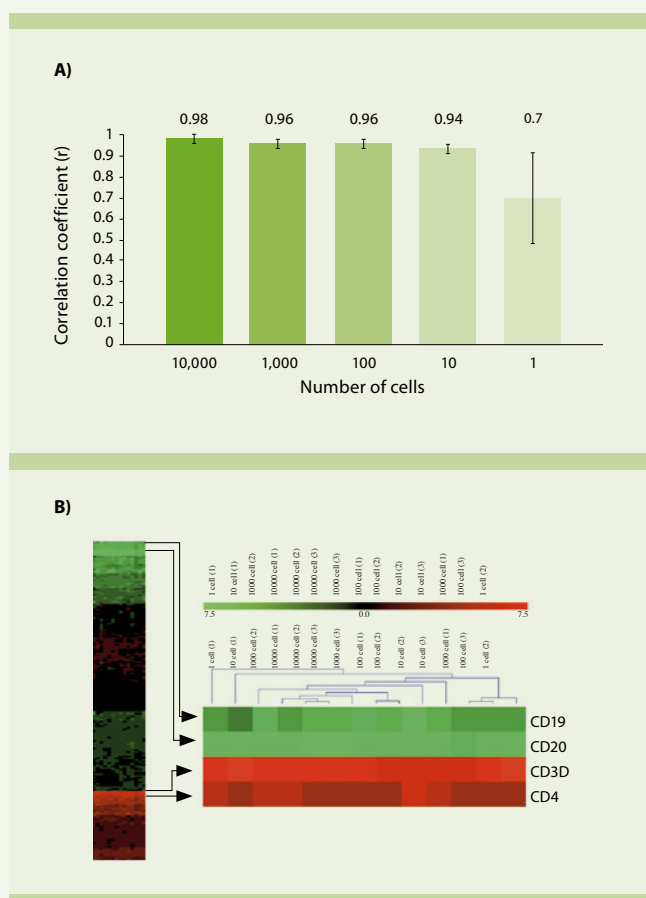 A)
0.98 0.96 0.96 0.94 0.7
Correlation coefficient (r)
1
0.9
0.8
0.7
0.6
0.5
0.4
0.3
0.2
0.1
0
10,000 1,000 100 10 1
Number of cells
B)
1 cell (1)
10 cell (1)
1000 cell (2)
10000 cell (1)
10000 cell (2)
10000 cell (3)
1000 cell (3)
100 cell (1)
100 cell (2)
10 cell (2)
10 cell (3)
1000 cell (1)
100 cell (3)
1 cell (2)
7.5 0.0 7.5
1 cell (1)
10 cell (1)
1000 cell (2)
10000 cell (1)
10000 cell (2)
10000 cell (3)
1000 cell (3)
100 cell (1)
100 cell (2)
10 cell (2)
10 cell (3)
1000 cell (1)
100 cell (3)
1 cell (2)
CD19
CD20
CD3D
CD4